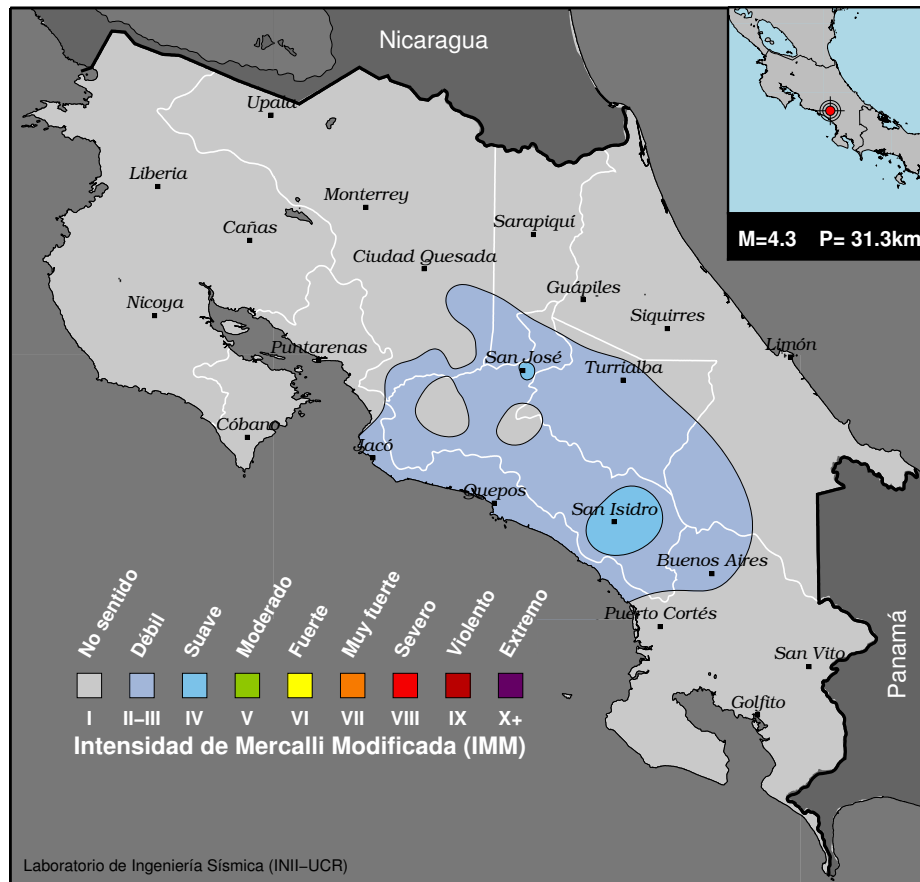 Nicaragua
Upala
Liberia
Monterrey
Cañas
Sarapiquí
Ciudad Quesada
M=4.3 P= 31.3km
Nicoya
Guápiles
Siquirres
Puntarenas
San José
Limón
Turrialba
Cóbano
Jacó
Quepos
San Isidro
Buenos Aires
Puerto Cortés
San Vito
Golfito
Panamá
No sentido
Débil
Suave
Moderado
Fuerte
Muy fuerte
Severo
Violento
Extremo
I II–III IV V VI VII VIII IX X+
Intensidad de Mercalli Modificada (IMM)
Laboratorio de Ingeniería Sísmica (INII–UCR)